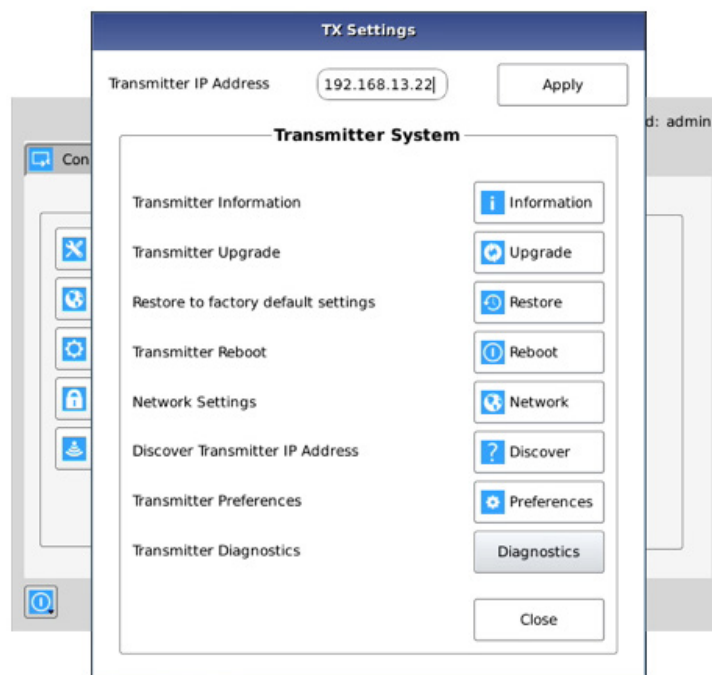 TX Settings
Transmitter IP Address 192.168.13.22 Apply
d: admin
Transmitter System
Con
Transmitter Information Information
Transmitter Upgrade Upgrade
Restore to factory default settings Restore
Transmitter Reboot Reboot
Network Settings Network
Discover Transmitter IP Address Discover
Transmitter Preferences Preferences
Transmitter Diagnostics Diagnostics
Close